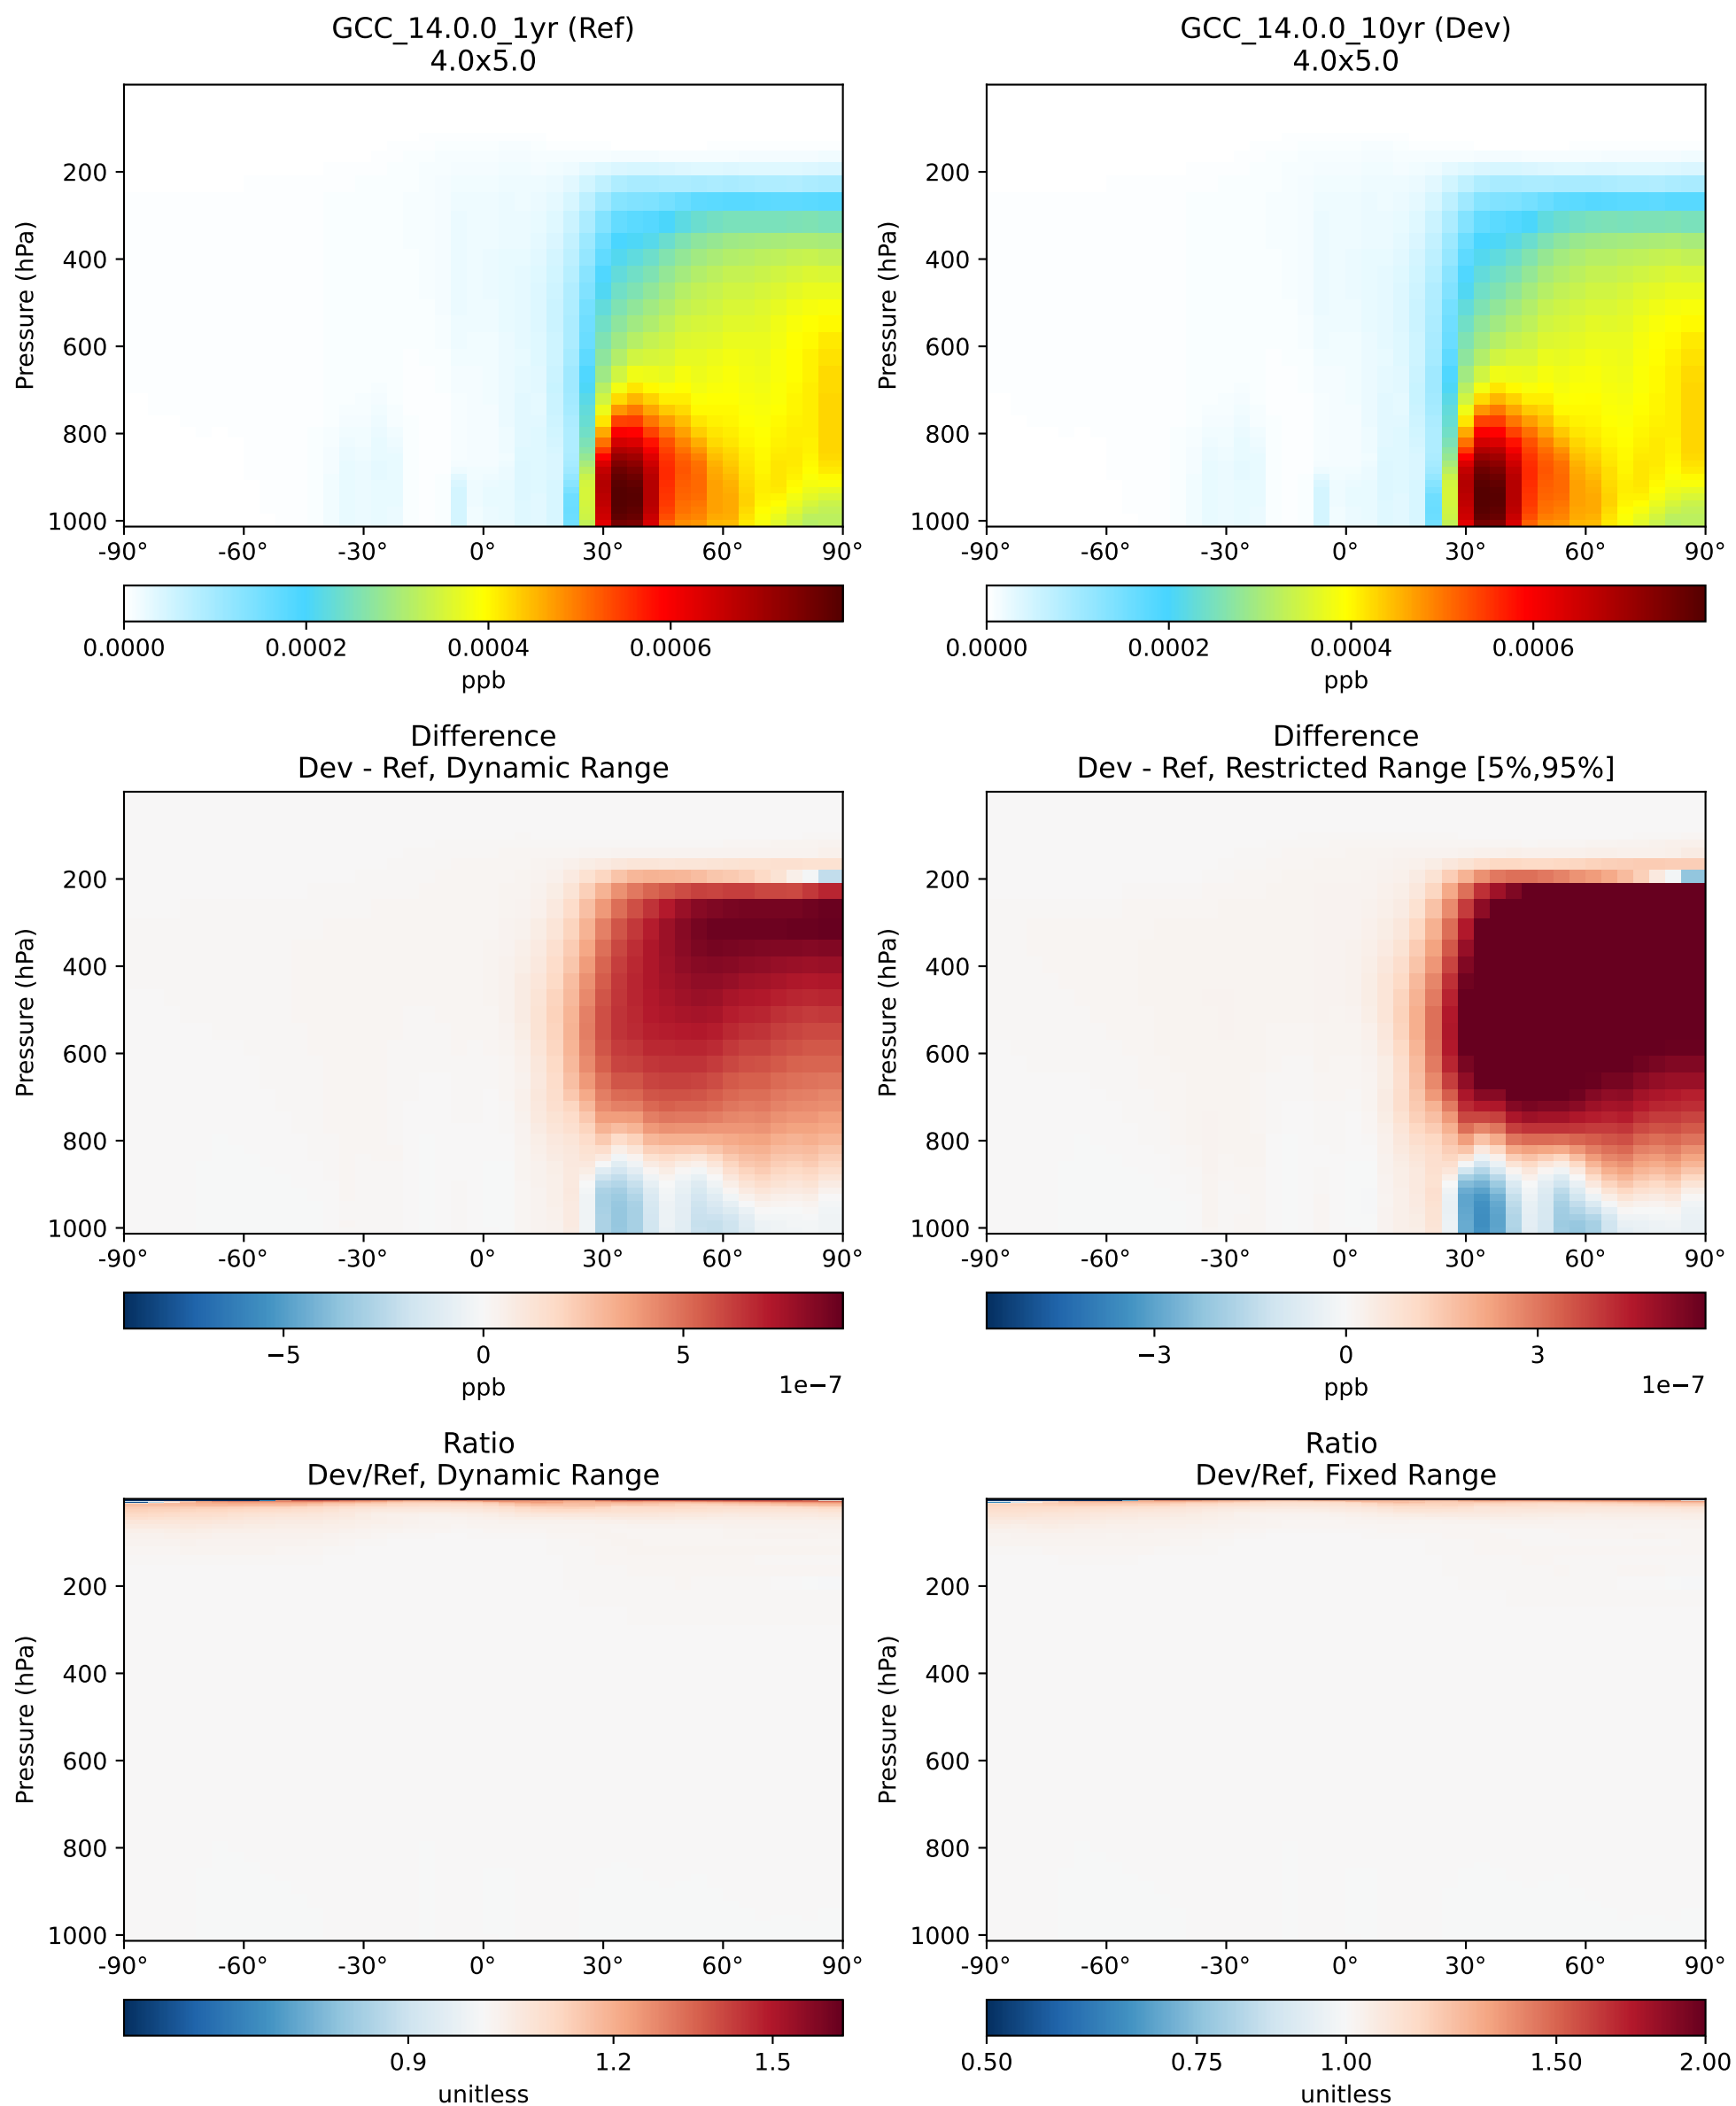 GCC_14.0.0_1yr (Ref)
4.0x5.0
Pressure (hPa)
200
400
600
800
1000
-90° -60° -30° 0° 30° 60° 90°
0.0000 0.0002 0.0004 0.0006
ppb
GCC_14.0.0_10yr (Dev)
4.0x5.0
Pressure (hPa)
200
400
600
800
1000
-90° -60° -30° 0° 30° 60° 90°
0.0000 0.0002 0.0004 0.0006
ppb
Difference
Dev - Ref, Dynamic Range
Pressure (hPa)
200
400
600
800
1000
-90° -60° -30° 0° 30° 60° 90°
−5 0 5
ppb 1e−7
Difference
Dev - Ref, Restricted Range [5%,95%]
Pressure (hPa)
200
400
600
800
1000
-90° -60° -30° 0° 30° 60° 90°
−3 0 3
ppb 1e−7
Ratio
Dev/Ref, Dynamic Range
Pressure (hPa)
200
400
600
800
1000
-90° -60° -30° 0° 30° 60° 90°
0.9 1.2 1.5
unitless
Ratio
Dev/Ref, Fixed Range
Pressure (hPa)
200
400
600
800
1000
-90° -60° -30° 0° 30° 60° 90°
0.50 0.75 1.00 1.50 2.00
unitless